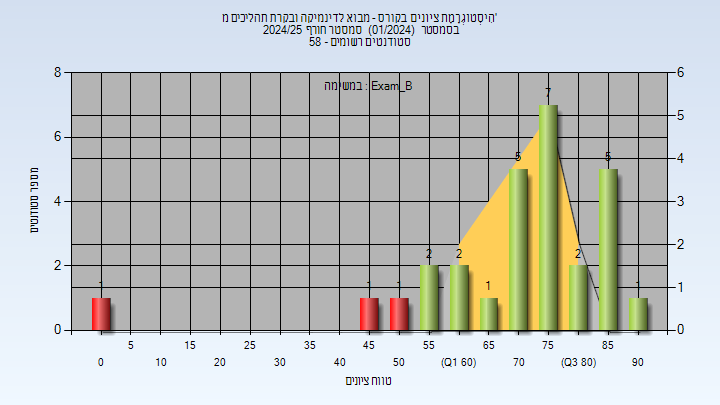 הִיסְטוֹגְרַמַּת ציונים בקורס - מבוא לדינמיקה ובקרת תהליכים מ'
בסמסטר (01/2024) סמסטר חורף 2024/25
סטודנטים רשומים - 58
במשימה : Exam_B
מספר סטודנטים
8 6 4 2 0
6 5 4 3 2 1 0
1 1 1 2 2 1 5 7 2 5 1
5 15 25 35 45 55 65 75 85
0 10 20 30 40 50 (Q1 60) 70 (Q3 80) 90
טווח ציונים